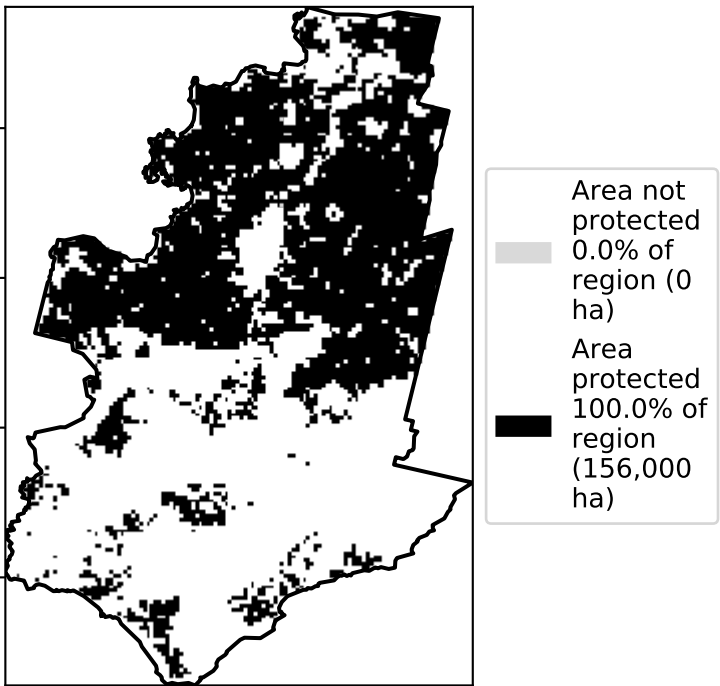 Area not
protected
0.0% of
region (0
ha)
Area
protected
100.0% of
region
(156,000
ha)